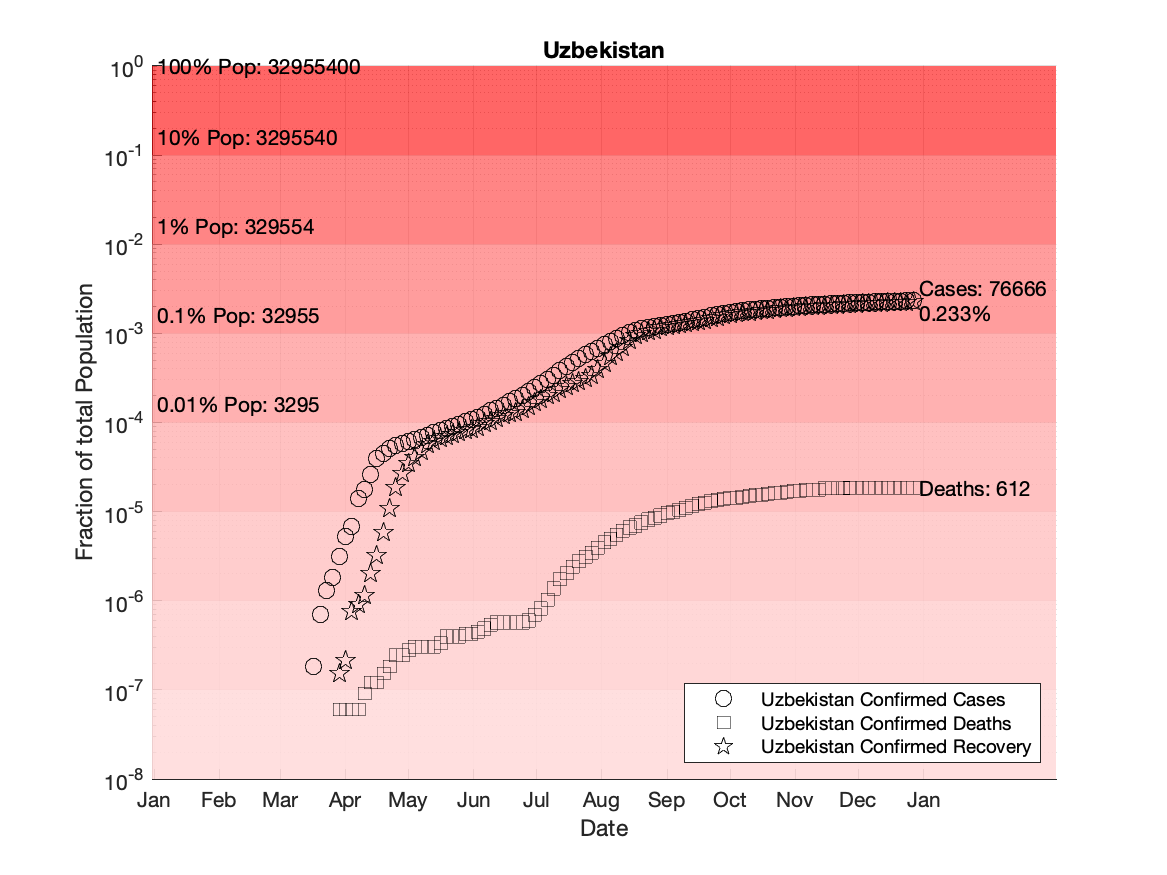 Uzbekistan
10^0
100% Pop: 32955400
10% Pop: 3295540
10^-1
1% Pop: 329554
10^-2
Cases: 76666
0.233%
0.1% Pop: 32955
10^-3
0.01% Pop: 3295
10^-4
Deaths: 612
10^-5
10^-6
10^-7
10^-8
Fraction of total Population
Uzbekistan Confirmed Cases
Uzbekistan Confirmed Deaths
Uzbekistan Confirmed Recovery
Jan Feb Mar Apr May Jun Jul Aug Sep Oct Nov Dec Jan
Date